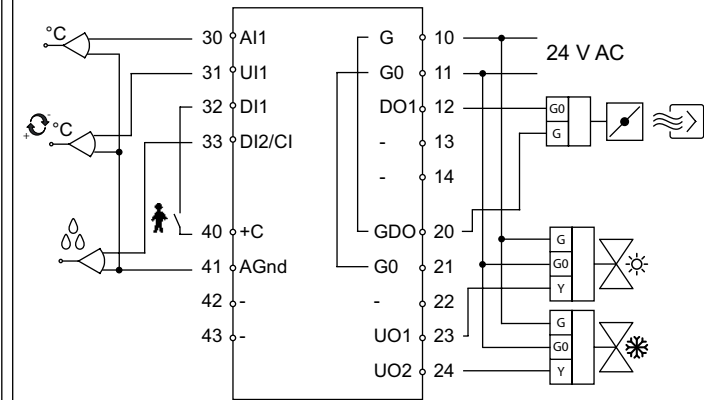 °C 30 AI1 G 10 24 V AC
31 UI1 G0 11
+ - °C 32 DI1 DO1 12 G0
33 DI2/CI - 13 G
- 14
40 +C GDO 20 G
41 AGnd G0 21 G0
42 - - 22 Y
43 - UO1 23 G
G0
UO2 24 Y